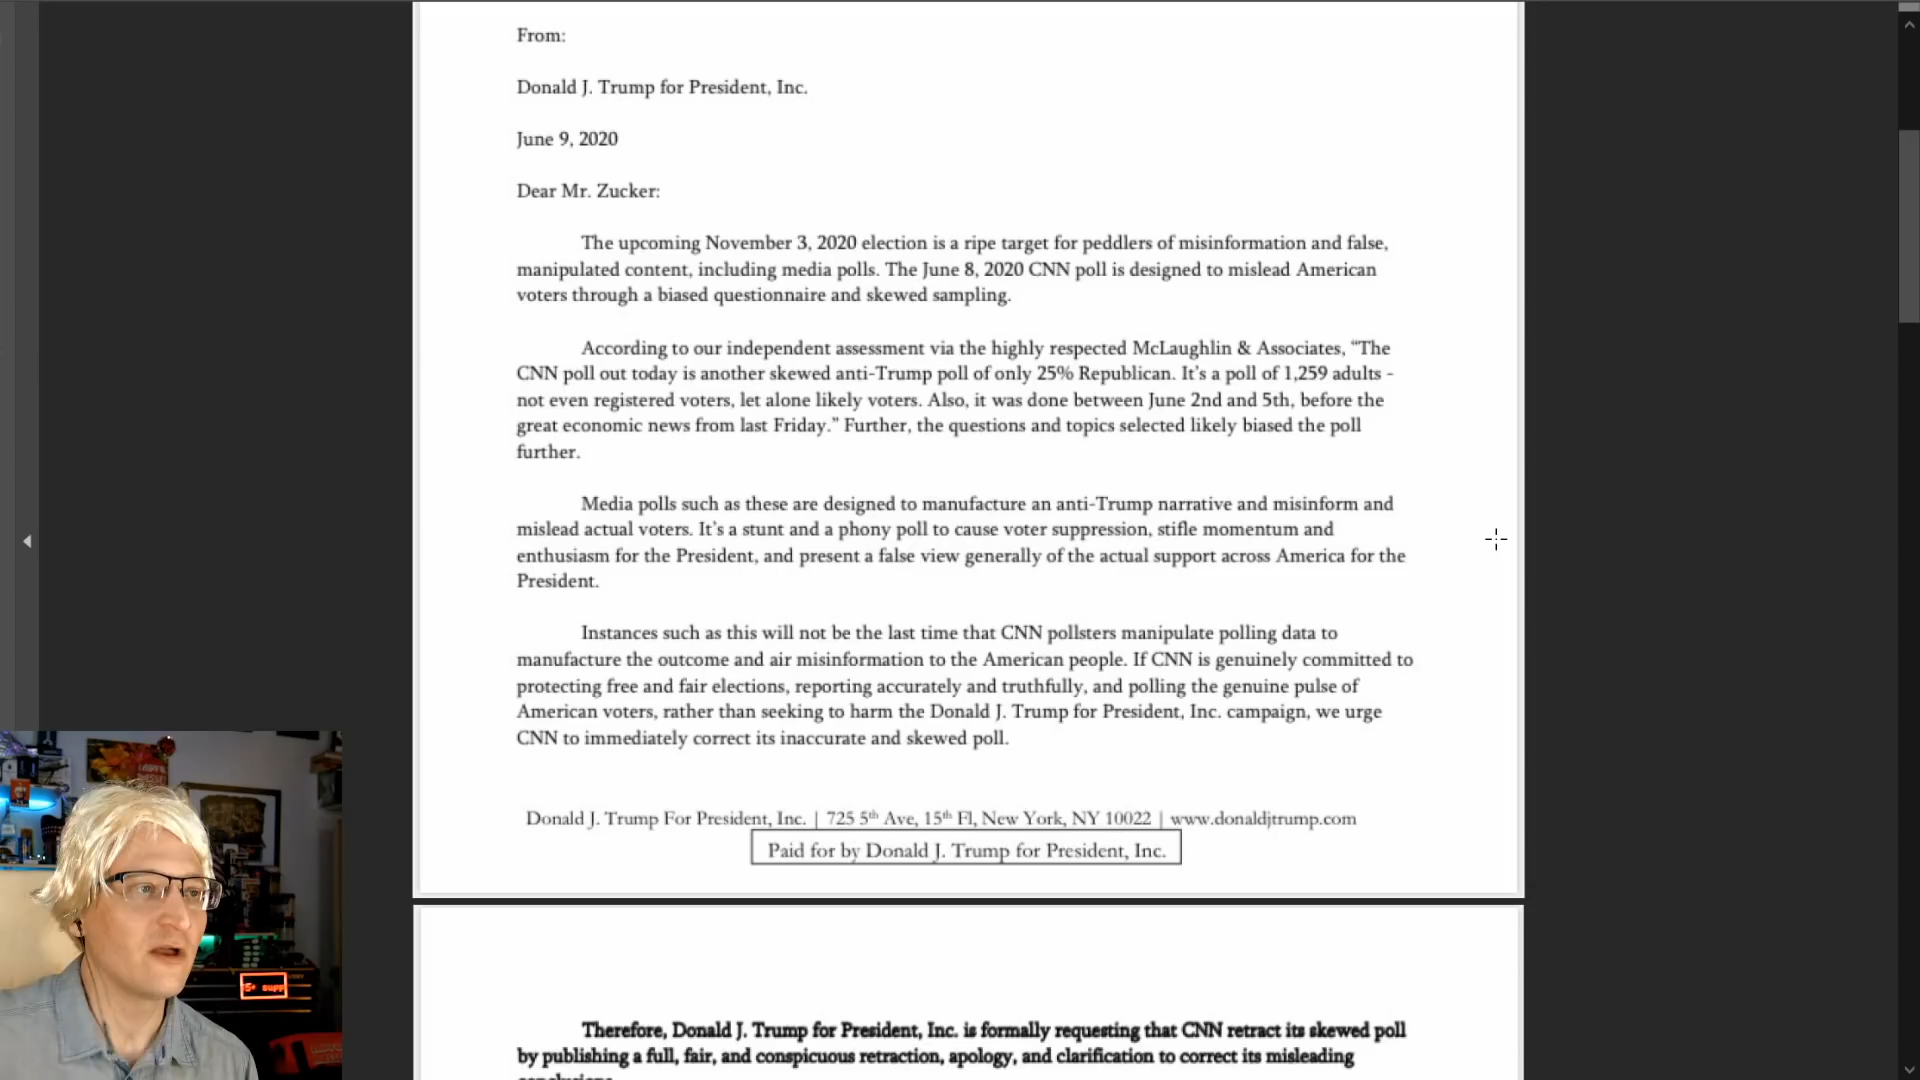 From:
Donald J. Trump for President, Inc.
June 9, 2020
Dear Mr. Zucker:
The upcoming November 3, 2020 election is a ripe target for peddlers of misinformation and false,
manipulated content, including media polls. The June 8, 2020 CNN poll is designed to mislead American
voters through a biased questionnaire and skewed sampling.
According to our independent assessment via the highly respected McLaughlin & Associates, “The
CNN poll out today is another skewed anti-Trump poll of only 25% Republican. It’s a poll of 1,259 adults -
not even registered voters, let alone likely voters. Also, it was done between June 2nd and 5th, before the
great economic news from last Friday.” Further, the questions and topics selected likely biased the poll
further.
Media polls such as these are designed to manufacture an anti-Trump narrative and misinform and
mislead actual voters. It’s a stunt and a phony poll to cause voter suppression, stifle momentum and
enthusiasm for the President, and present a false view generally of the actual support across America for the
President.
Instances such as this will not be the last time that CNN pollsters manipulate polling data to
manufacture the outcome and air misinformation to the American people. If CNN is genuinely committed to
protecting free and fair elections, reporting accurately and truthfully, and polling the genuine pulse of
American voters, rather than seeking to harm the Donald J. Trump for President, Inc. campaign, we urge
CNN to immediately correct its inaccurate and skewed poll.
Donald J. Trump For President, Inc. | 725 5th Ave, 15th Fl, New York, NY 10022 | www.donaldjtrump.com
Paid for by Donald J. Trump for President, Inc.
Therefore, Donald J. Trump for President, Inc. is formally requesting that CNN retract its skewed poll
by publishing a full, fair, and conspicuous retraction, apology, and clarification to correct its misleading